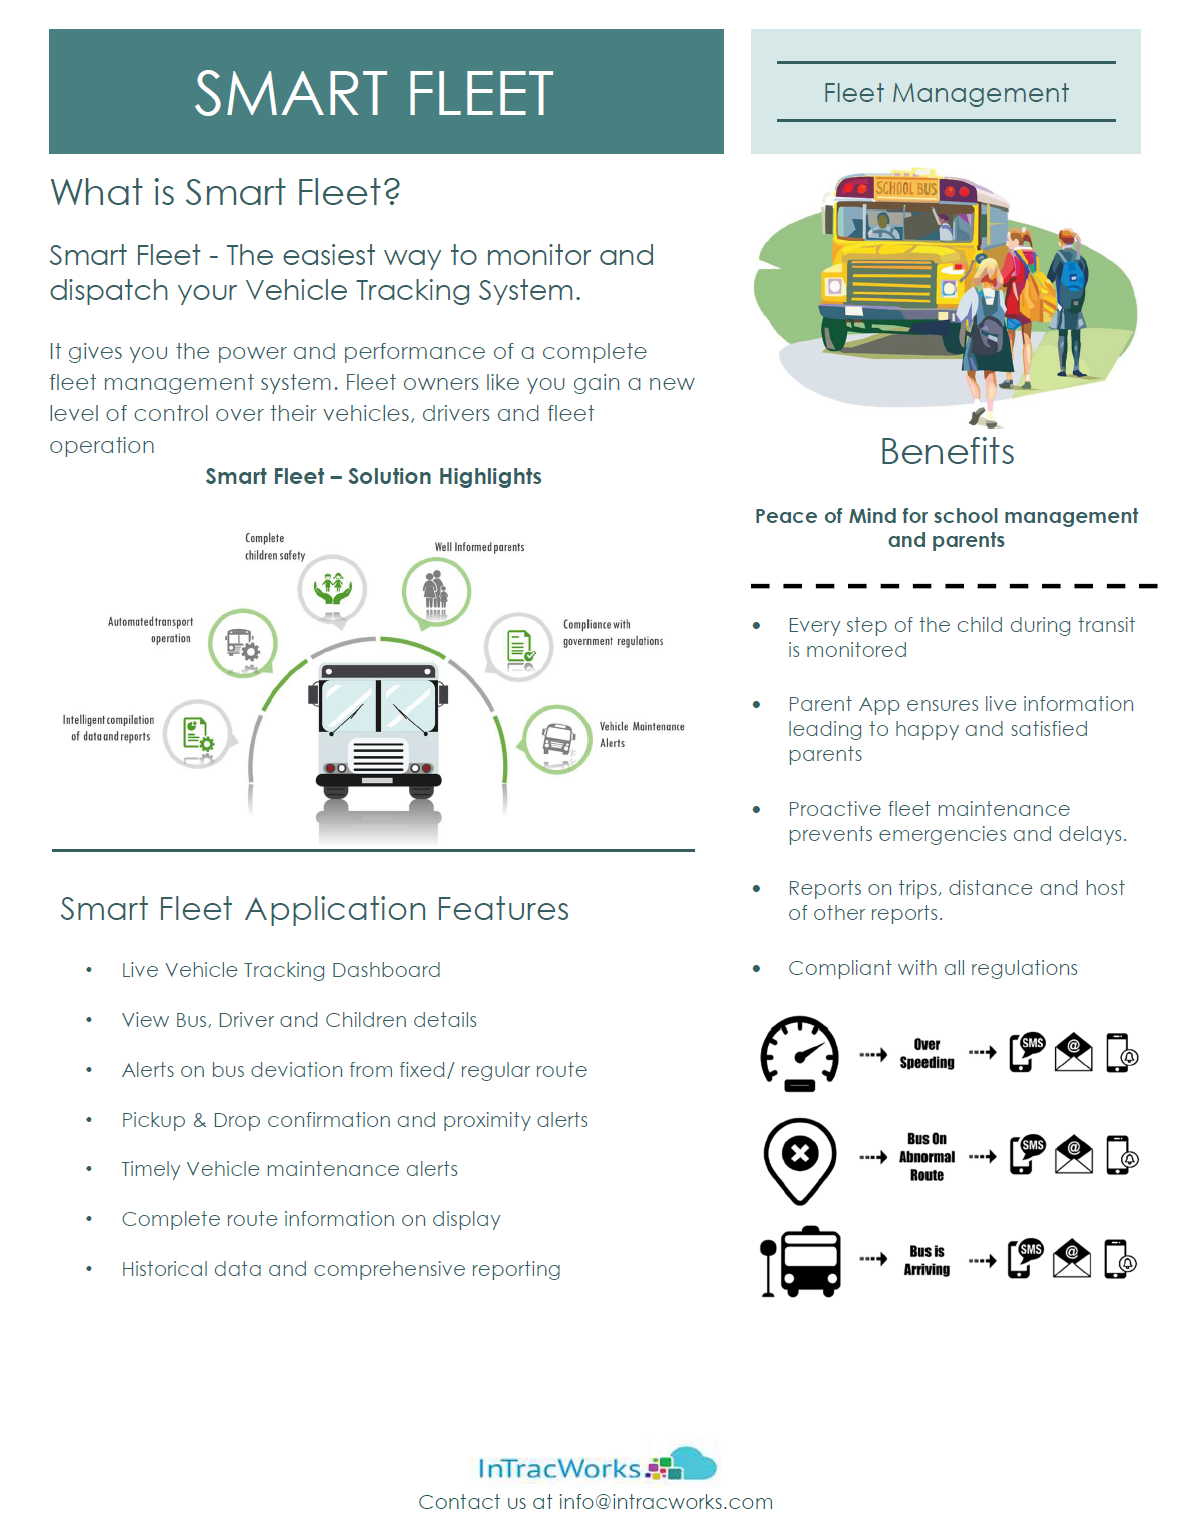 SMART FLEET
Fleet Management
What is Smart Fleet?
Smart Fleet - The easiest way to monitor and
dispatch your Vehicle Tracking System.
It gives you the power and performance of a complete
fleet management system. Fleet owners like you gain a new
level of control over their vehicles, drivers and fleet
operation
Smart Fleet – Solution Highlights
Complete
children safety
Well Informed parents
Automated transport
operation
Compliance with
government regulations
Intelligent compilation
of data and reports
Vehicle Maintenance
Alerts
Smart Fleet Application Features
• Live Vehicle Tracking Dashboard
• View Bus, Driver and Children details
• Alerts on bus deviation from fixed/ regular route
• Pickup & Drop confirmation and proximity alerts
• Timely Vehicle maintenance alerts
• Complete route information on display
• Historical data and comprehensive reporting
SCHOOL BUS
Benefits
Peace of Mind for school management
and parents
• Every step of the child during transit
is monitored
• Parent App ensures live information
leading to happy and satisfied
parents
• Proactive fleet maintenance
prevents emergencies and delays.
• Reports on trips, distance and host
of other reports.
• Compliant with all regulations
Over
Speeding
SMS
@
Bus On
Abnormal
Route
SMS
@
Bus is
Arriving
SMS
@
InTracWorks
Contact us at info@intracworks.com